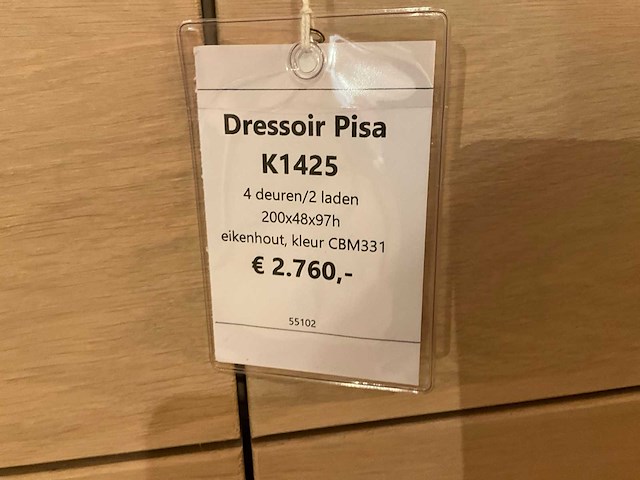 Dressoir Pisa
K1425
4 deuren/2 laden
200x48x97h
eikenhout, kleur CBM331
€ 2.760,-
55102